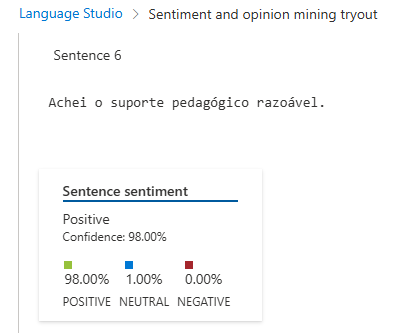 Language Studio > Sentiment and opinion mining tryout
Sentence 6
Achei o suporte pedagógico razoável.
Sentence sentiment
Positive
Confidence: 98.00%
98.00% 1.00% 0.00%
POSITIVE NEUTRAL NEGATIVE